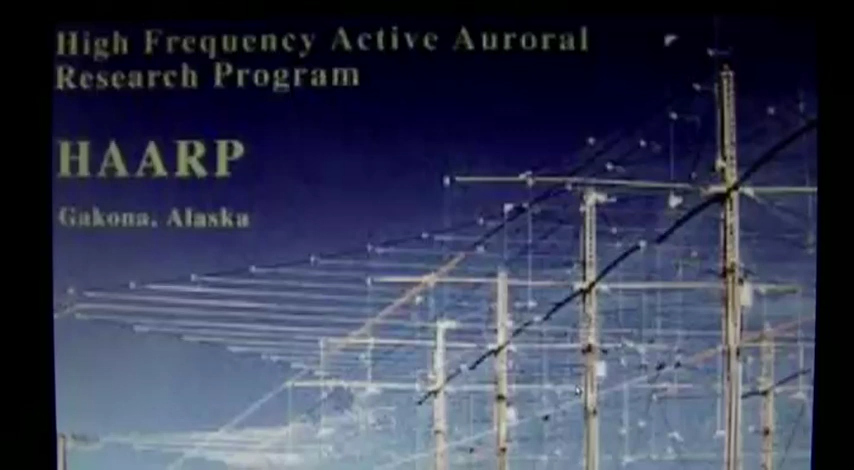 High Frequency Active Auroral
Research Program
HAARP
Gakona, Alaska